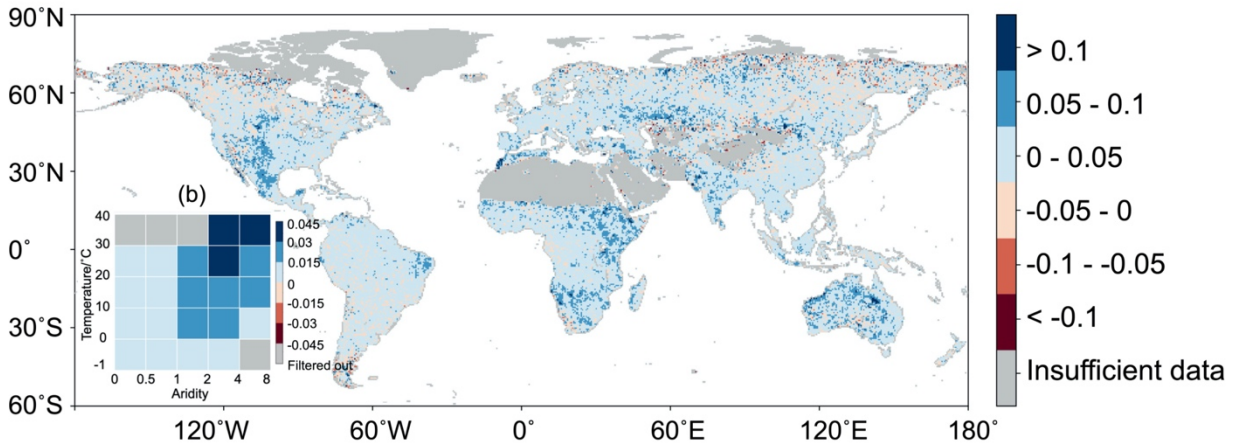 90˚N
60˚N
30˚N
0˚
30˚S
60˚S
120˚W
60˚W
0˚
60˚E
120˚E
180˚
> 0.1
0.05 - 0.1
0 - 0.05
-0.05 - 0
-0.1 - -0.05
< -0.1
Insufficient data
(b)
Temperature/˚C
40
30
20
10
0
-1
0 0.5 1 2 4 8
Aridity
0.045
0.03
0.015
0
-0.015
-0.03
-0.045
Filtered out